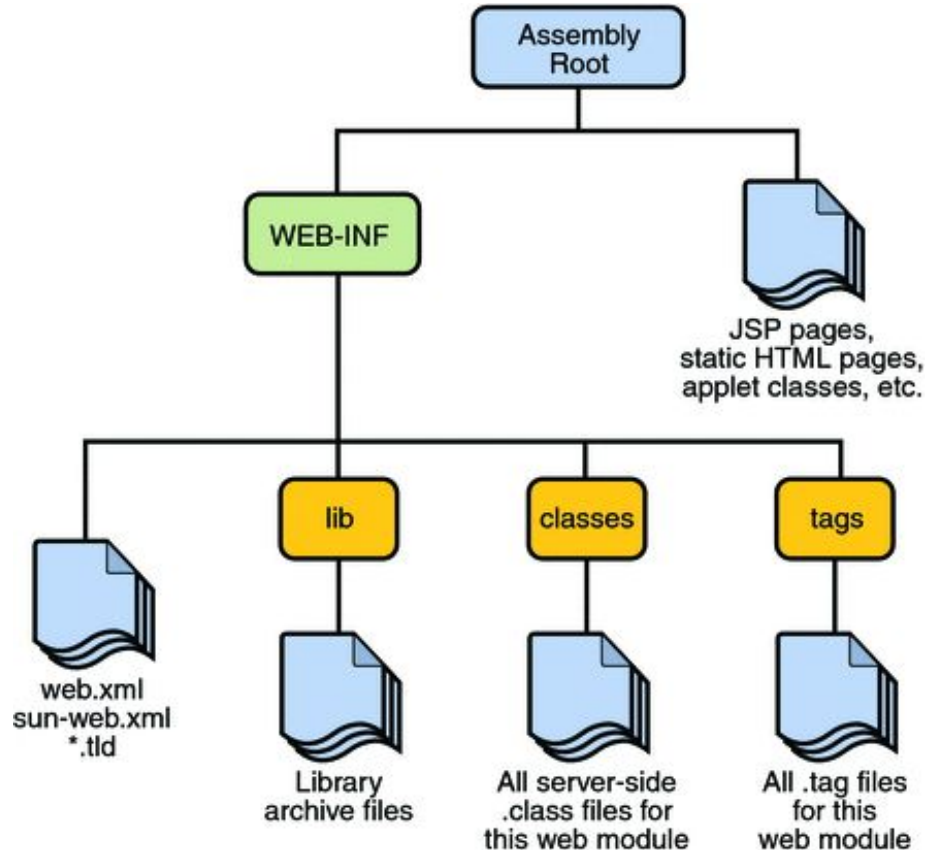 Assembly
Root
WEB-INF
JSP pages,
static HTML pages,
applet classes, etc.
lib
classes
tags
web.xml
sun-web.xml
*.tld
Library
archive files
All server-side
.class files for
this web module
All .tag files
for this
web module